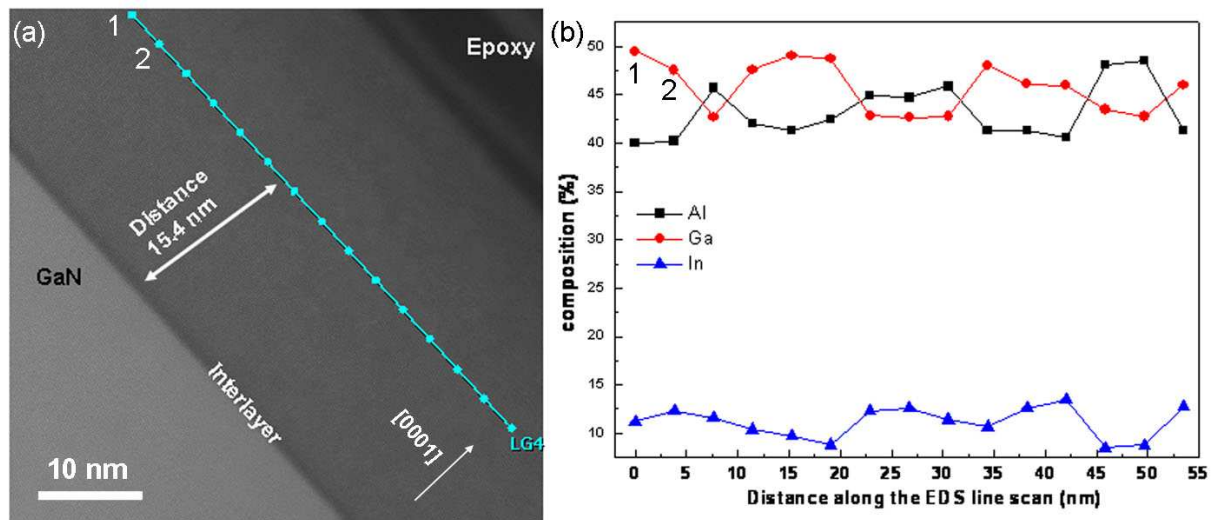 (a)
1
2
Epoxy
Distance
15.4 nm
GaN
Interlayer
[0001]
LG4
10 nm
(b)
50
45
40
35
30
25
20
15
10
composition (%)
1
2
Al
Ga
In
0 5 10 15 20 25 30 35 40 45 50 55
Distance along the EDS line scan (nm)